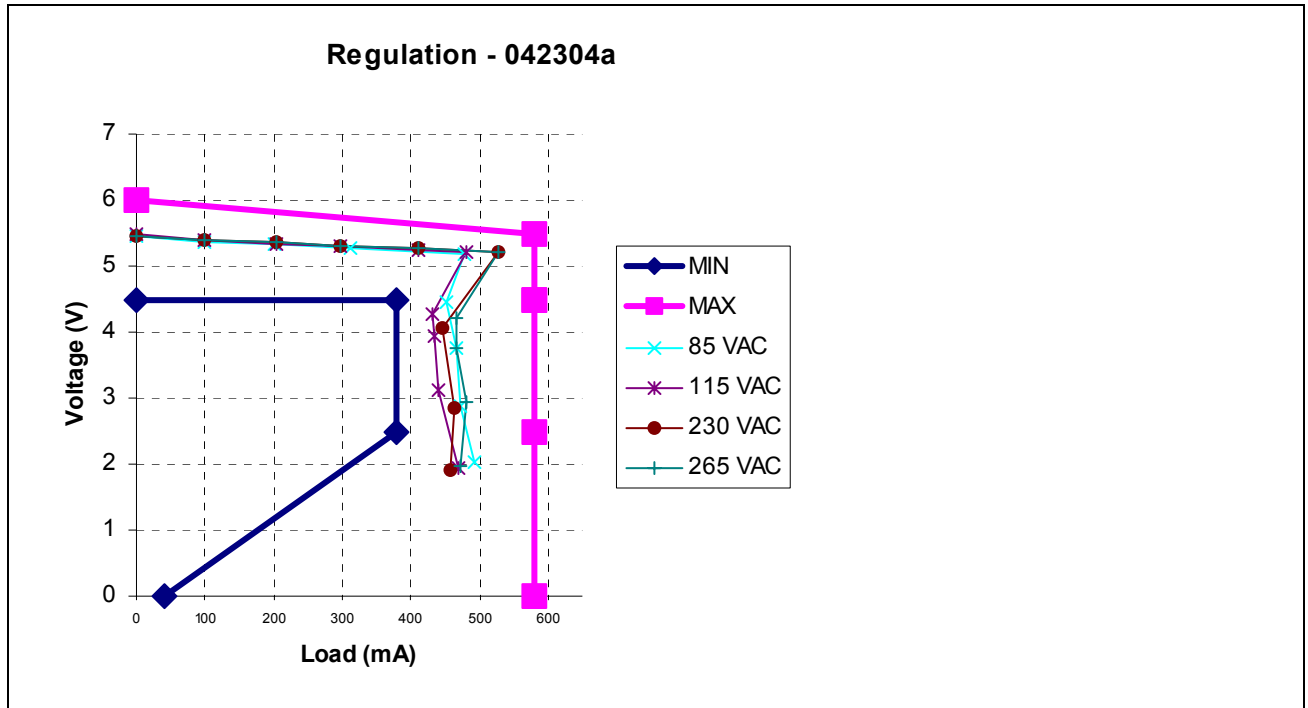 Regulation - 042304a
7
6
5
4
3
2
1
0
Voltage (V)
0 100 200 300 400 500 600
Load (mA)
MIN
MAX
85 VAC
115 VAC
230 VAC
265 VAC